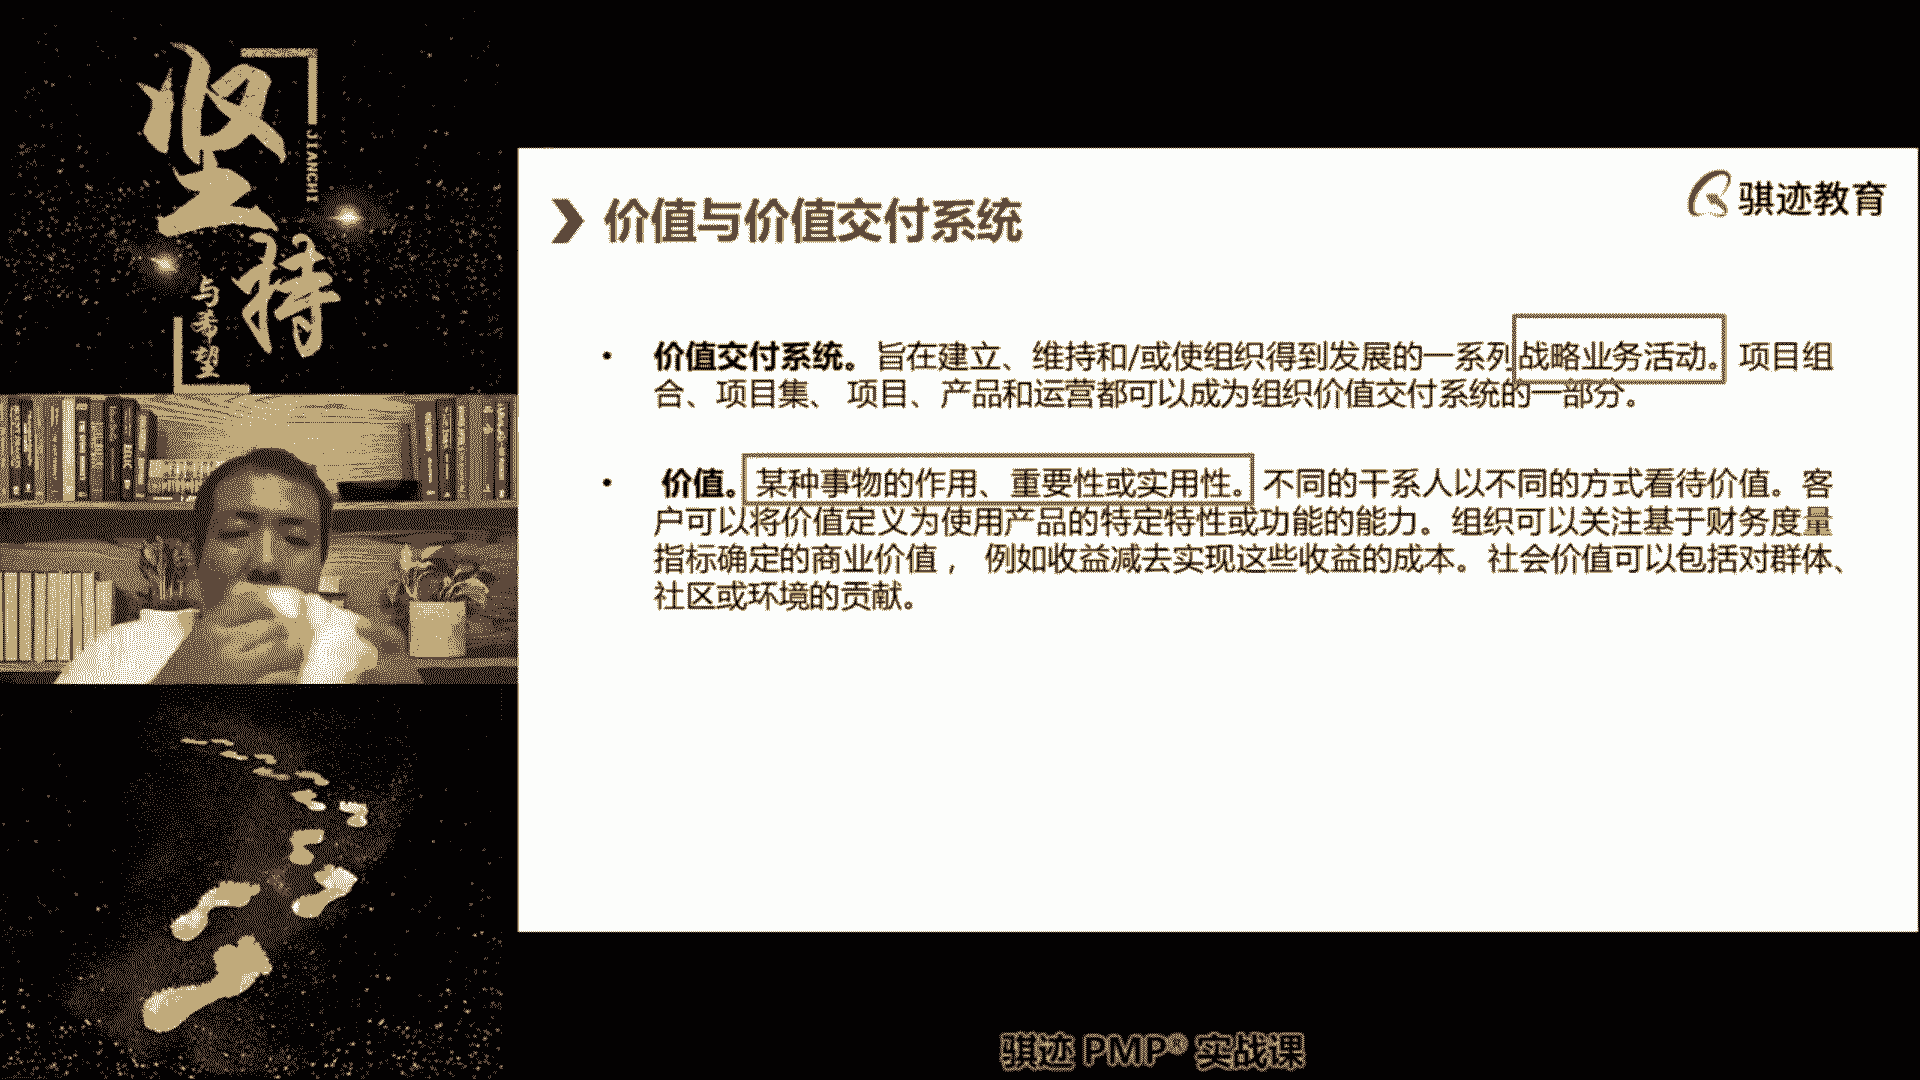 坚持
JIANCHI
与希望
骐迹教育
价值与价值交付系统
• 价值交付系统。旨在建立、维持和/或使组织得到发展的一系列战略业务活动。项目组
合、项目集、 项目、产品和运营都可以成为组织价值交付系统的一部分。
• 价值。某种事物的作用、重要性或实用性。不同的干系人以不同的方式看待价值。客
户可以将价值定义为使用产品的特定特性或功能的能力。组织可以关注基于财务度量
指标确定的商业价值， 例如收益减去实现这些收益的成本。社会价值可以包括对群体、
社区或环境的贡献。
骐迹 PMP® 实战课